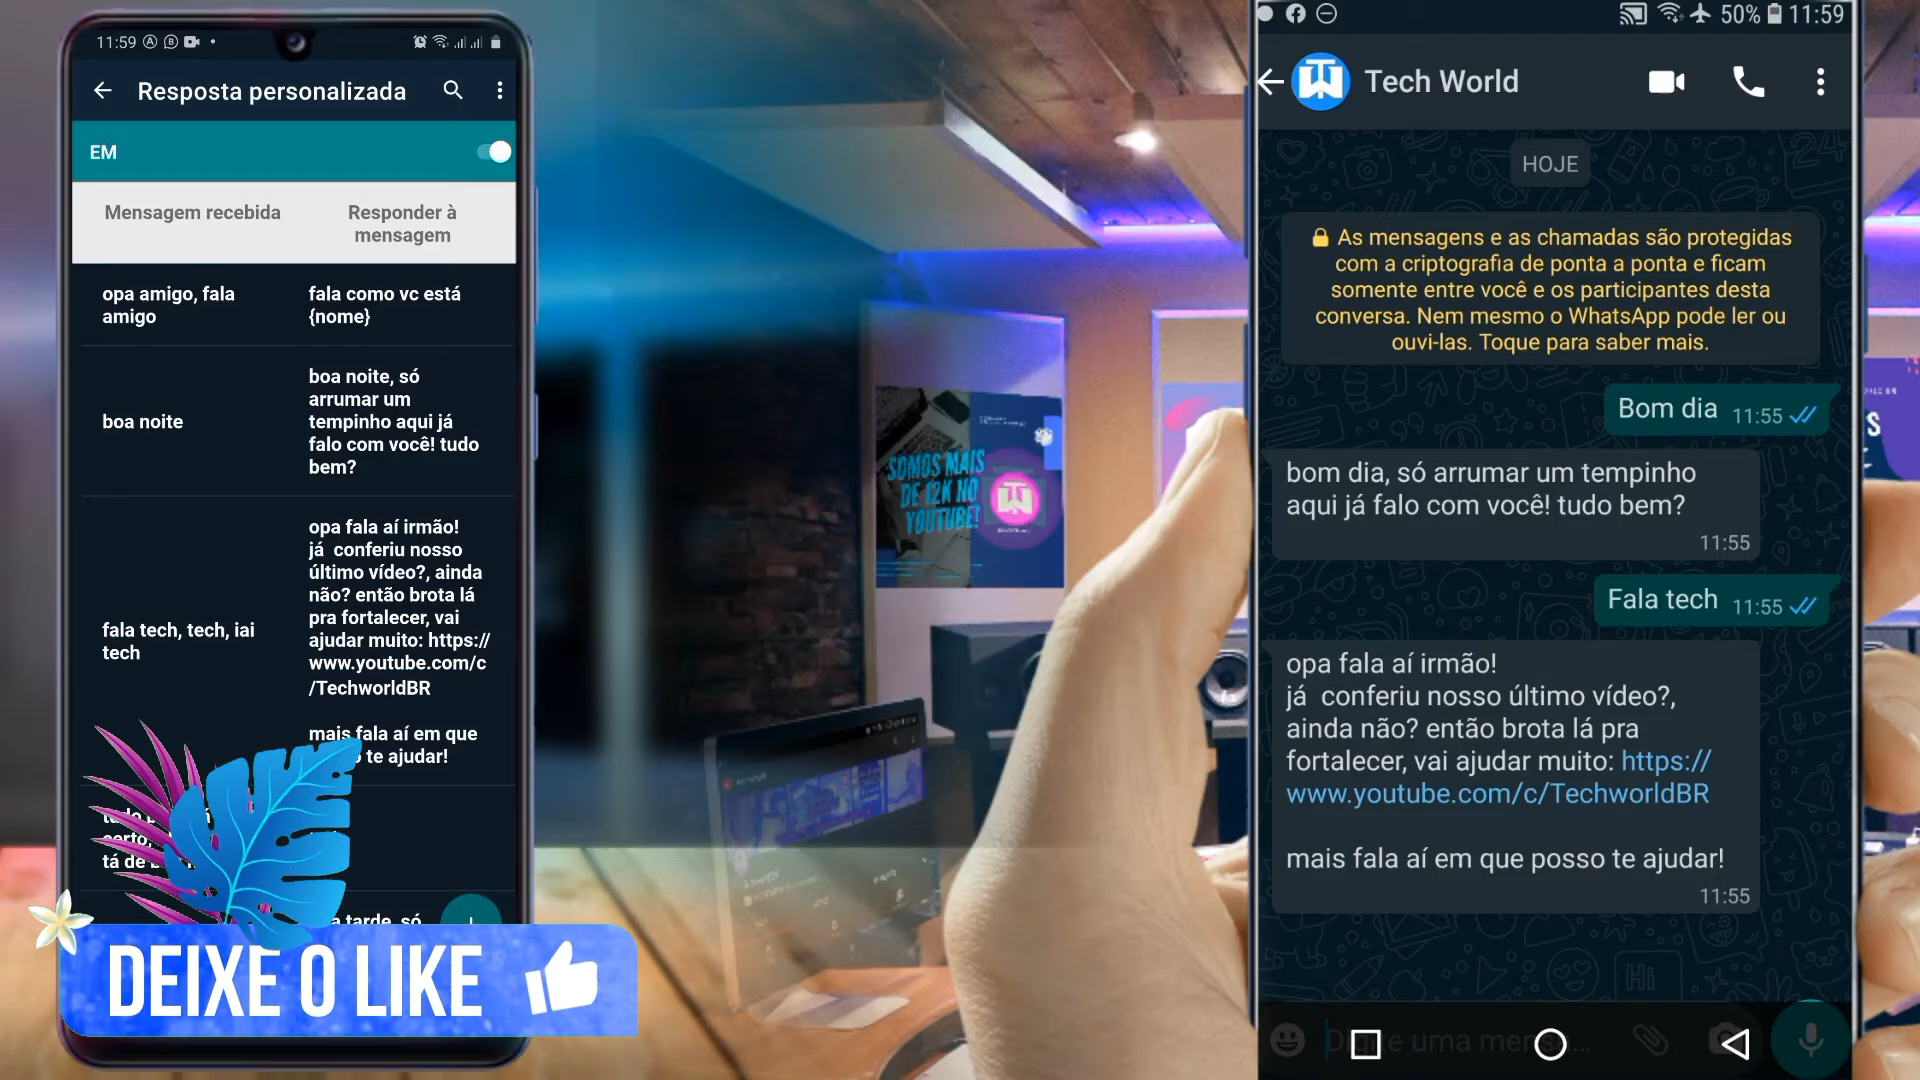 11:59
Resposta personalizada
EM
Mensagem recebida
Responder à
mensagem
opa amigo, fala
amigo
fala como vc está
{nome}
boa noite
boa noite, só
arrumar um
tempinho aqui já
falo com você! tudo
bem?
fala tech, tech, iai
tech
opa fala aí irmão!
já  conferiu nosso
último vídeo?, ainda
não? então brota lá
pra fortalecer, vai
ajudar muito: https://
www.youtube.com/c
/TechworldBR
mais fala aí em que
te ajudar!
tarde, só
DEIXE O LIKE
SOMOS MAIS
DE 12K NO
YOUTUBE!
50% 11:59
Tech World
HOJE
As mensagens e as chamadas são protegidas
com a criptografia de ponta a ponta e ficam
somente entre você e os participantes desta
conversa. Nem mesmo o WhatsApp pode ler ou
ouvi-las. Toque para saber mais.
Bom dia 11:55
bom dia, só arrumar um tempinho
aqui já falo com você! tudo bem?
11:55
Fala tech 11:55
opa fala aí irmão!
já  conferiu nosso último vídeo?,
ainda não? então brota lá pra
fortalecer, vai ajudar muito: https://
www.youtube.com/c/TechworldBR
mais fala aí em que posso te ajudar!
11:55
uma